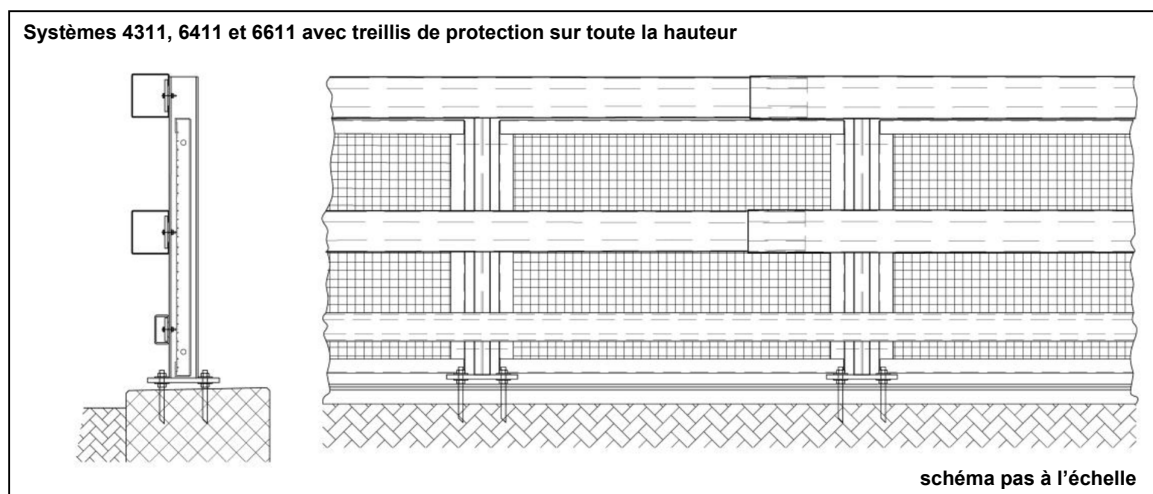 Systèmes 4311, 6411 et 6611 avec treillis de protection sur toute la hauteur
schéma pas à l'échelle